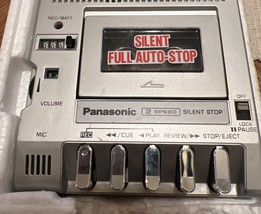 REC/BATT
SILENT
FULL AUTO-STOP
VOLUME
Panasonic 2 SPEED SILENT STOP
OFF
LOCK
PAUSE
MIC
REC ◀◀/CUE ◀PLAY REVIEW/▶▶ STOP/EJECT